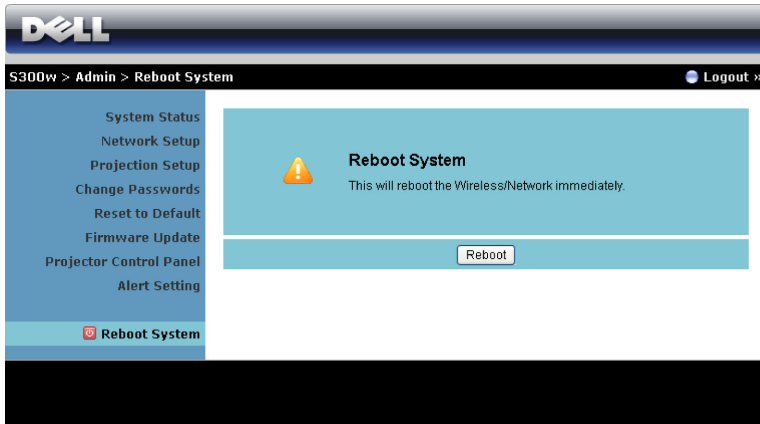 DELL
S300w > Admin > Reboot System
Logout »
System Status
Network Setup
Projection Setup
Change Passwords
Reset to Default
Firmware Update
Projector Control Panel
Alert Setting
Reboot System
Reboot System
This will reboot the Wireless/Network immediately.
Reboot